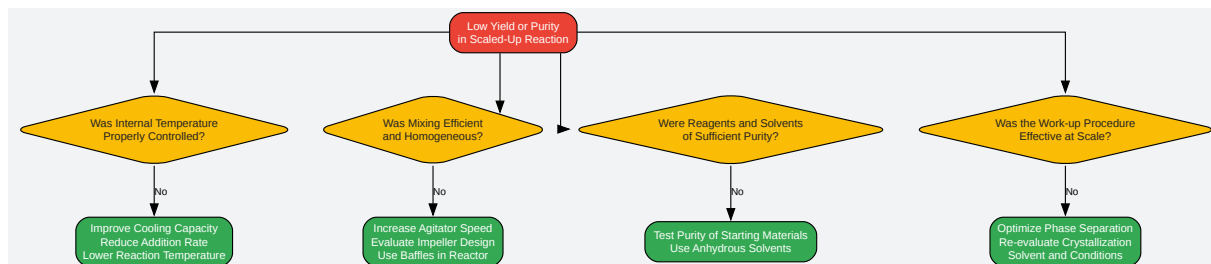 Low Yield or Purity
in Scaled-Up Reaction
Was Internal Temperature
Properly Controlled?
Was Mixing Efficient
and Homogeneous?
Were Reagents and Solvents
of Sufficient Purity?
Was the Work-up Procedure
Effective at Scale?
No
No
No
No
Improve Cooling Capacity
Reduce Addition Rate
Lower Reaction Temperature
Increase Agitator Speed
Evaluate Impeller Design
Use Baffles in Reactor
Test Purity of Starting Materials
Use Anhydrous Solvents
Optimize Phase Separation
Re-evaluate Crystallization
Solvent and Conditions